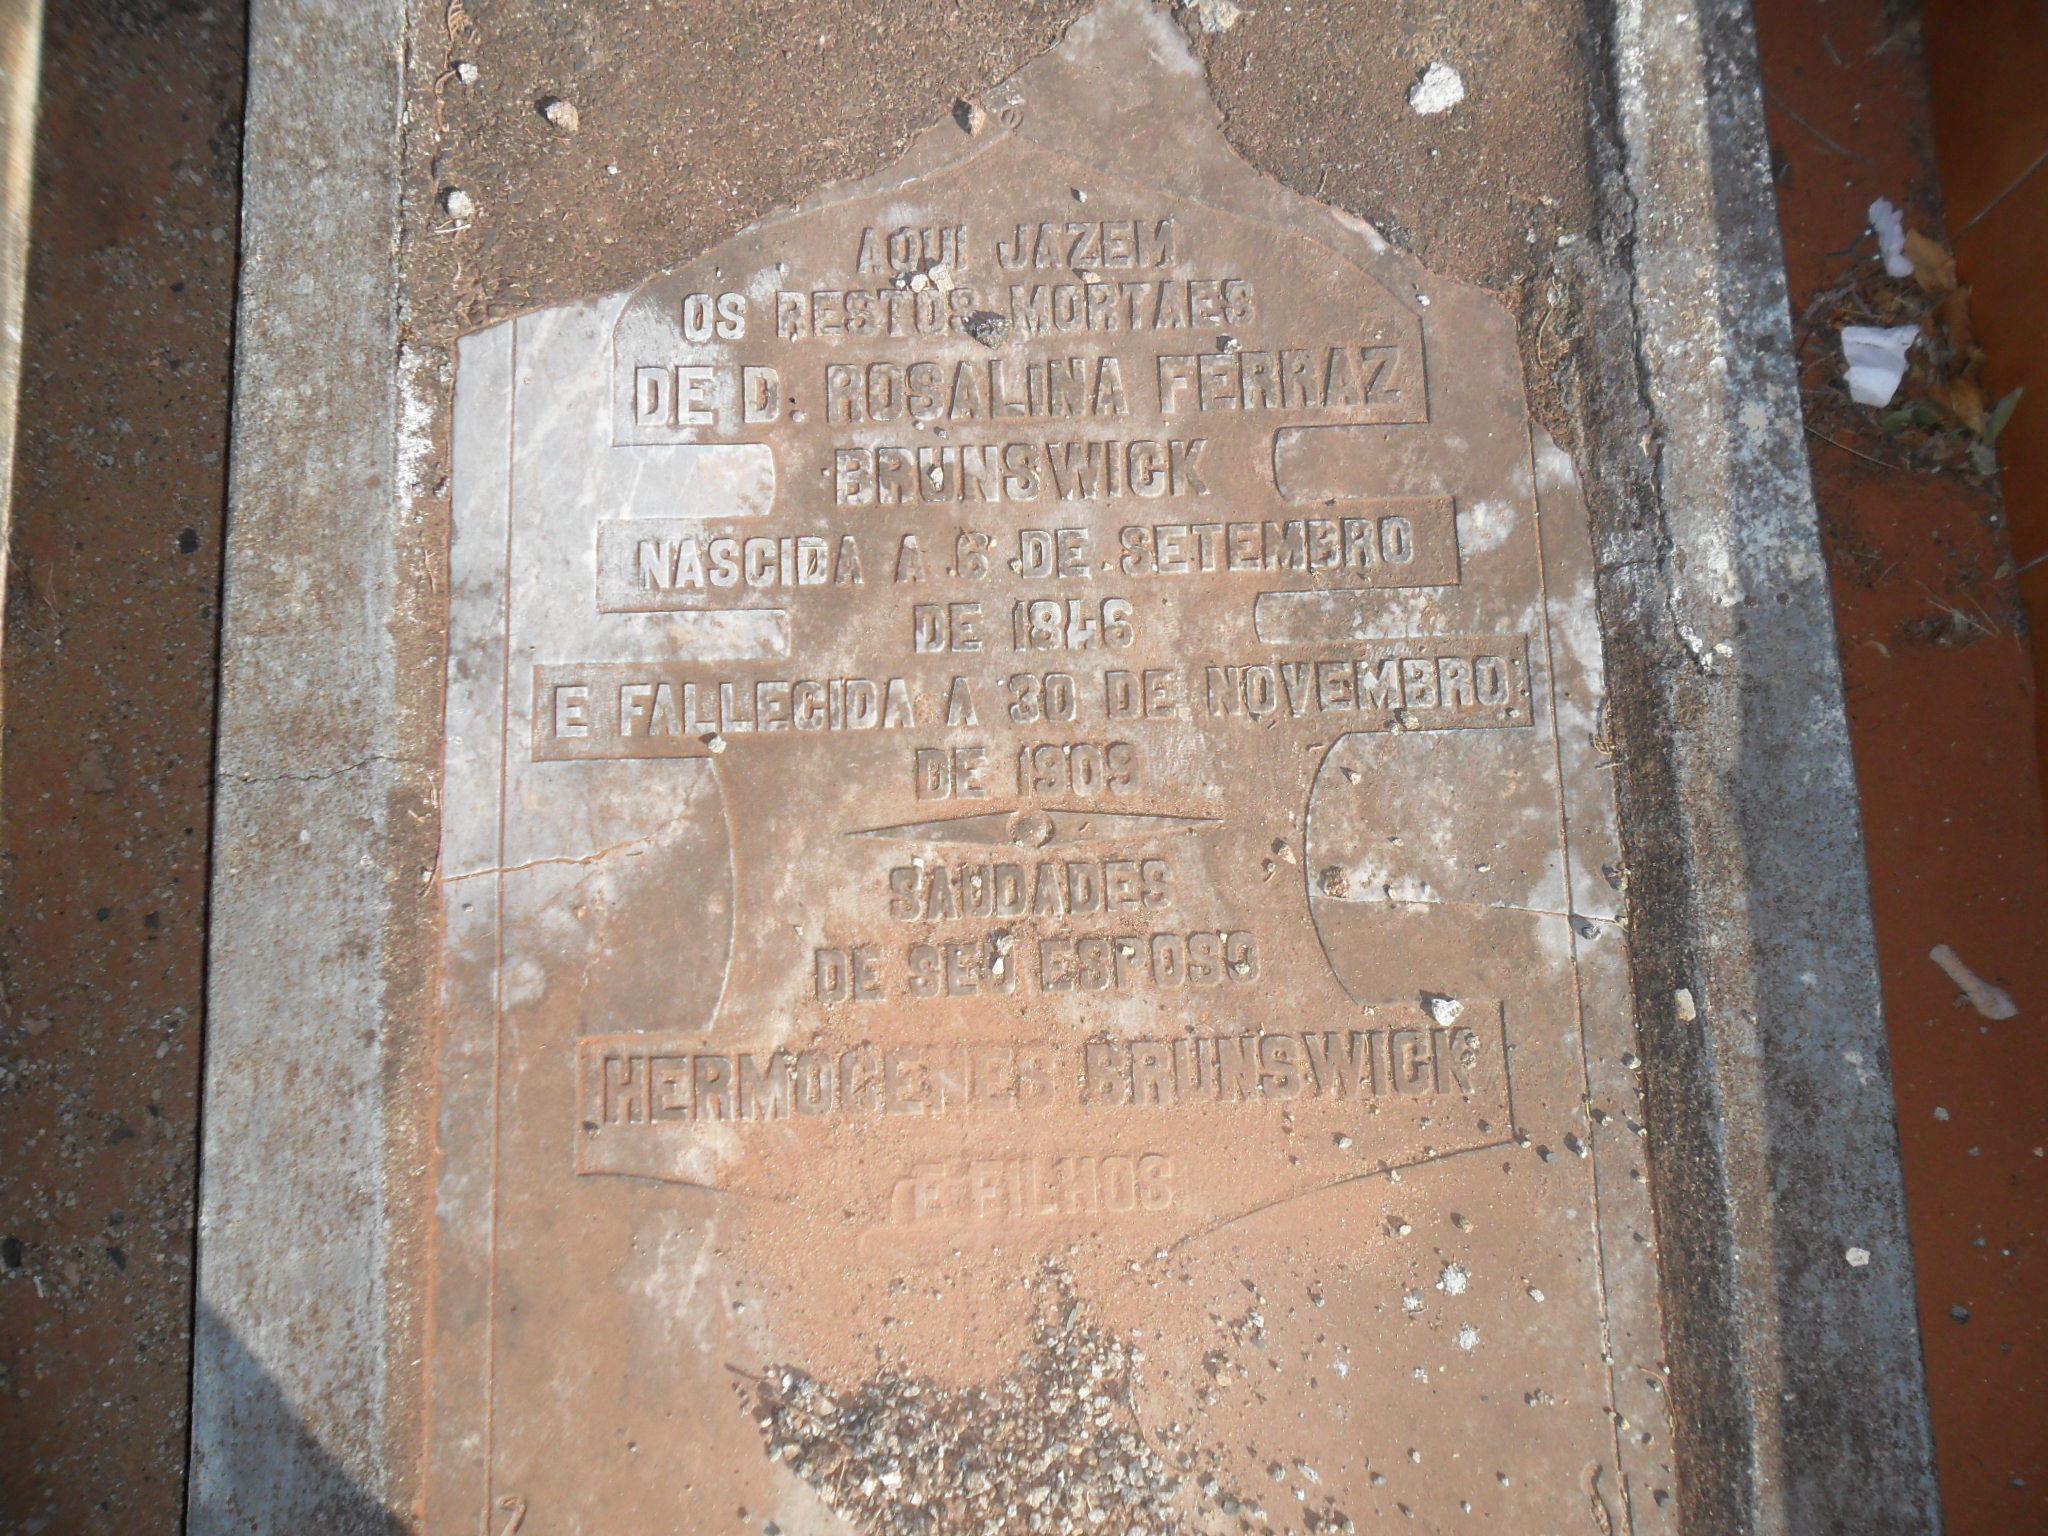 AQUI JAZEM
OS RESTOS MORTAES
DE D. ROSALINA FERRAZ
BRUNSWICK
NASCIDA A 6 DE SETEMBRO
DE 1846
E FALLECIDA A 30 DE NOVEMBRO
DE 1909
SAUDADES
DE SEU ESPOSO
HERMOGENES BRUNSWICK
E FILHOS